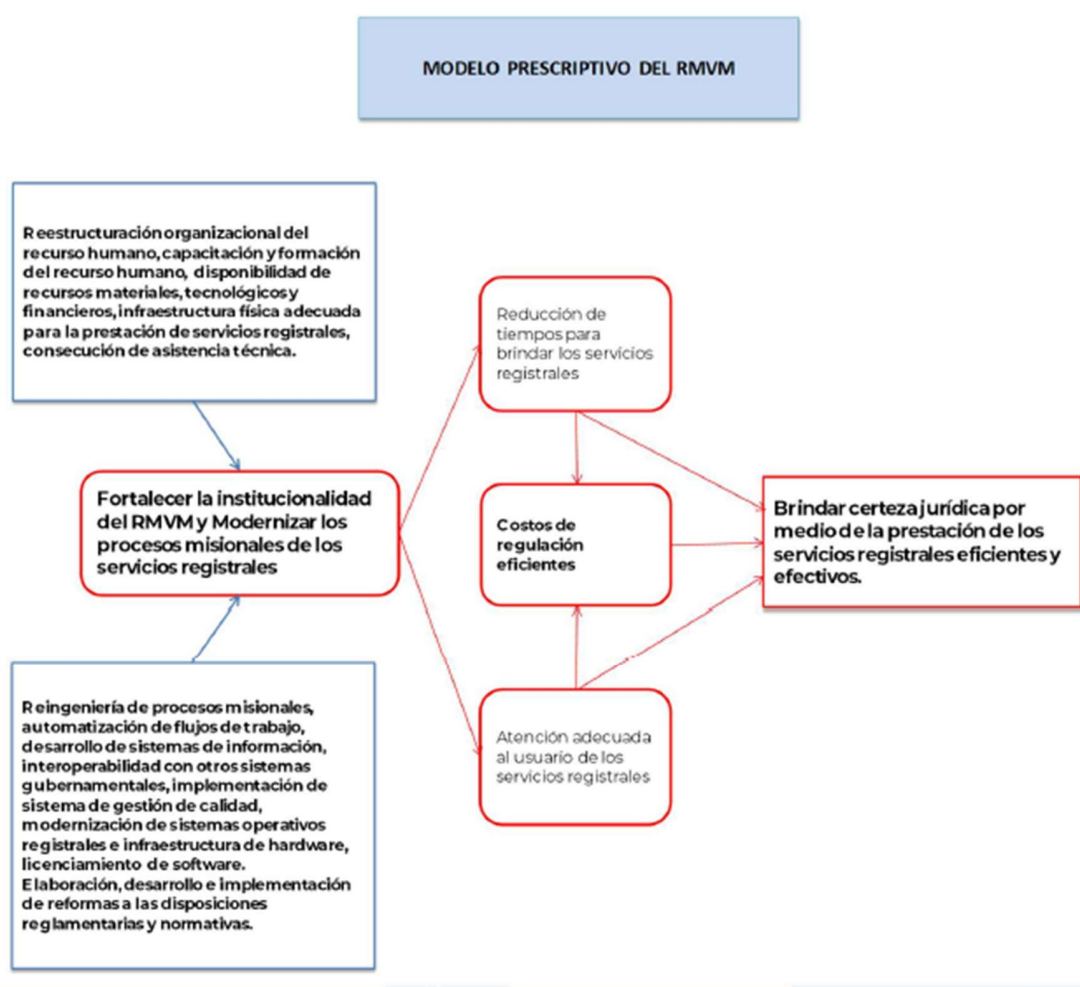 MODELO PRESCRIPTIVO DEL RMVM
Reestructuración organizacional del
recurso humano, capacitación y formación
del recurso humano, disponibilidad de
recursos materiales, tecnológicos y
financieros, infraestructura física adecuada
para la prestación de servicios registrales,
consecución de asistencia técnica.
Fortalecer la institucionalidad
del RMVM y Modernizar los
procesos misionales de los
servicios registrales
Reingeniería de procesos misionales,
automatización de flujos de trabajo,
desarrollo de sistemas de información,
interoperabilidad con otros sistemas
gubernamentales, implementación de
sistema de gestión de calidad,
modernización de sistemas operativos
registrales e infraestructura de hardware,
licenciamiento de software.
Elaboración, desarrollo e implementación
de reformas a las disposiciones
reglamentarias y normativas.
Reducción de
tiempos para
brindar los servicios
registrales
Costos de
regulación
eficientes
Atención adecuada
al usuario de los
servicios registrales
Brindar certeza jurídica por
medio de la prestación de los
servicios registrales eficientes y
efectivos.